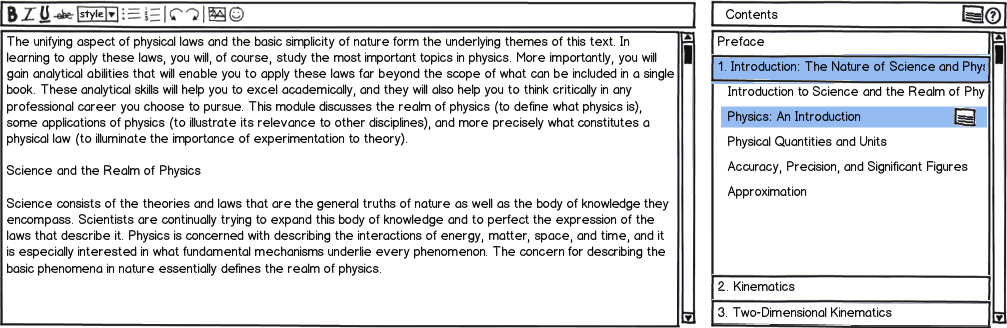 B I U abc style
Contents
?
The unifying aspect of physical laws and the basic simplicity of nature form the underlying themes of this text. In
learning to apply these laws, you will, of course, study the most important topics in physics. More importantly, you will
gain analytical abilities that will enable you to apply these laws far beyond the scope of what can be included in a single
book. These analytical skills will help you to excel academically, and they will also help you to think critically in any
professional career you choose to pursue. This module discusses the realm of physics (to define what physics is),
some applications of physics (to illustrate its relevance to other disciplines), and more precisely what constitutes a
physical law (to illuminate the importance of experimentation to theory).
Science and the Realm of Physics
Science consists of the theories and laws that are the general truths of nature as well as the body of knowledge they
encompass. Scientists are continually trying to expand this body of knowledge and to perfect the expression of the
laws that describe it. Physics is concerned with describing the interactions of energy, matter, space, and time, and it
is especially interested in what fundamental mechanisms underlie every phenomenon. The concern for describing the
basic phenomena in nature essentially defines the realm of physics.
Preface
1. Introduction: The Nature of Science and Phys
Introduction to Science and the Realm of Phy
Physics: An Introduction
Physical Quantities and Units
Accuracy, Precision, and Significant Figures
Approximation
2. Kinematics
3. Two-Dimensional Kinematics